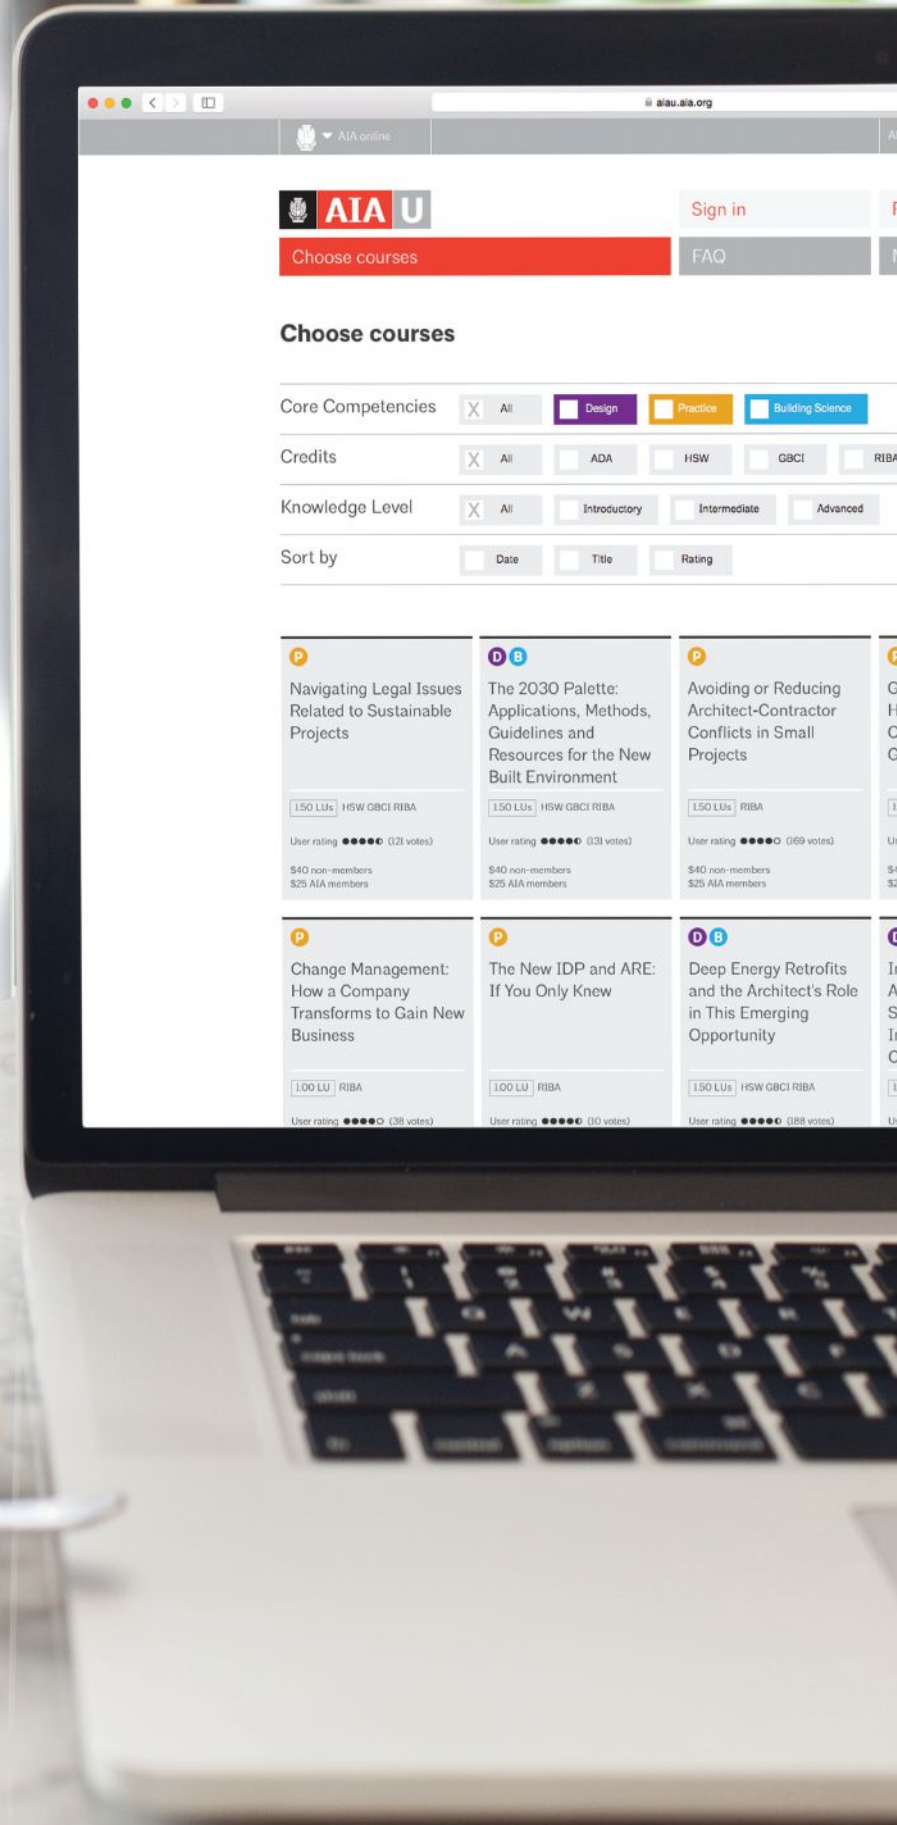 aiau.aia.org
AIA online
AIA U
Sign in
Choose courses
FAQ
Choose courses
Core Competencies
X All
Design
Practice
Building Science
Credits
X All
ADA
HSW
GBCI
RIBA
Knowledge Level
X All
Introductory
Intermediate
Advanced
Sort by
Date
Title
Rating
P
Navigating Legal Issues
Related to Sustainable
Projects
1.50 LUs HSW GBCI RIBA
User rating (121 votes)
$40 non-members
$25 AIA members
D B
The 2030 Palette:
Applications, Methods,
Guidelines and
Resources for the New
Built Environment
1.50 LUs HSW GBCI RIBA
User rating (131 votes)
$40 non-members
$25 AIA members
P
Avoiding or Reducing
Architect-Contractor
Conflicts in Small
Projects
1.50 LUs RIBA
User rating (169 votes)
$40 non-members
$25 AIA members
P
Change Management:
How a Company
Transforms to Gain New
Business
1.00 LU RIBA
User rating (38 votes)
P
The New IDP and ARE:
If You Only Knew
1.00 LU RIBA
User rating (10 votes)
D B
Deep Energy Retrofits
and the Architect's Role
in This Emerging
Opportunity
1.50 LUs HSW GBCI RIBA
User rating (188 votes)
caps lock